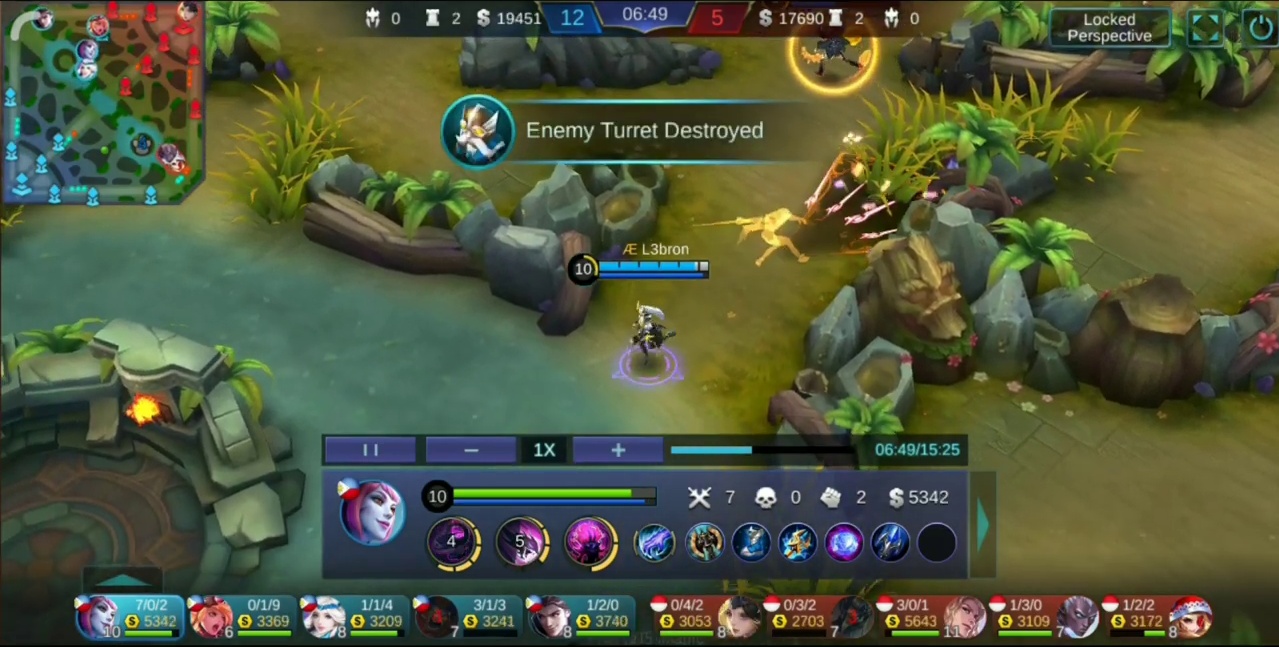 0 2 $ 19451 12 06:49 5 $ 17690 2 0
Locked
Perspective
Enemy Turret Destroyed
Æ L3bron
10
1X
06:49/15:25
10 7 0 2 $ 5342
4 5
7/0/2 0/1/9 1/1/4 3/1/3 1/2/0 0/4/2 0/3/2 3/0/1 1/3/0 1/2/2
5342 3369 3209 3241 3740 3053 2703 5643 3109 3172
10 6 8 7 8 8 7 11 7 8